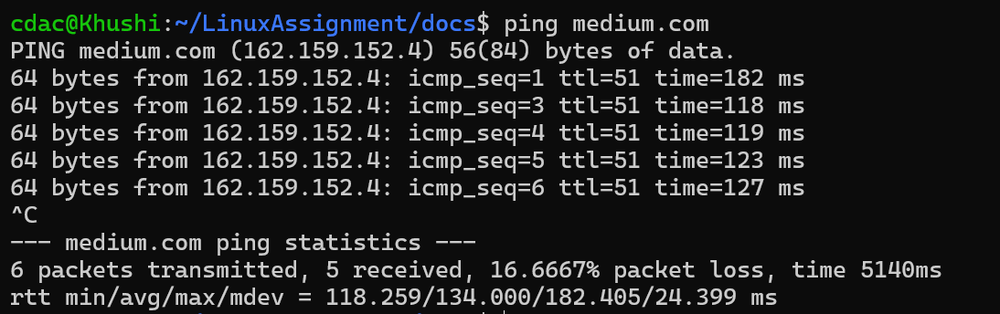 cdac@Khushi:~/LinuxAssignment/docs$ ping medium.com
PING medium.com (162.159.152.4) 56(84) bytes of data.
64 bytes from 162.159.152.4: icmp_seq=1 ttl=51 time=182 ms
64 bytes from 162.159.152.4: icmp_seq=3 ttl=51 time=118 ms
64 bytes from 162.159.152.4: icmp_seq=4 ttl=51 time=119 ms
64 bytes from 162.159.152.4: icmp_seq=5 ttl=51 time=123 ms
64 bytes from 162.159.152.4: icmp_seq=6 ttl=51 time=127 ms
^C
--- medium.com ping statistics ---
6 packets transmitted, 5 received, 16.6667% packet loss, time 5140ms
rtt min/avg/max/mdev = 118.259/134.000/182.405/24.399 ms